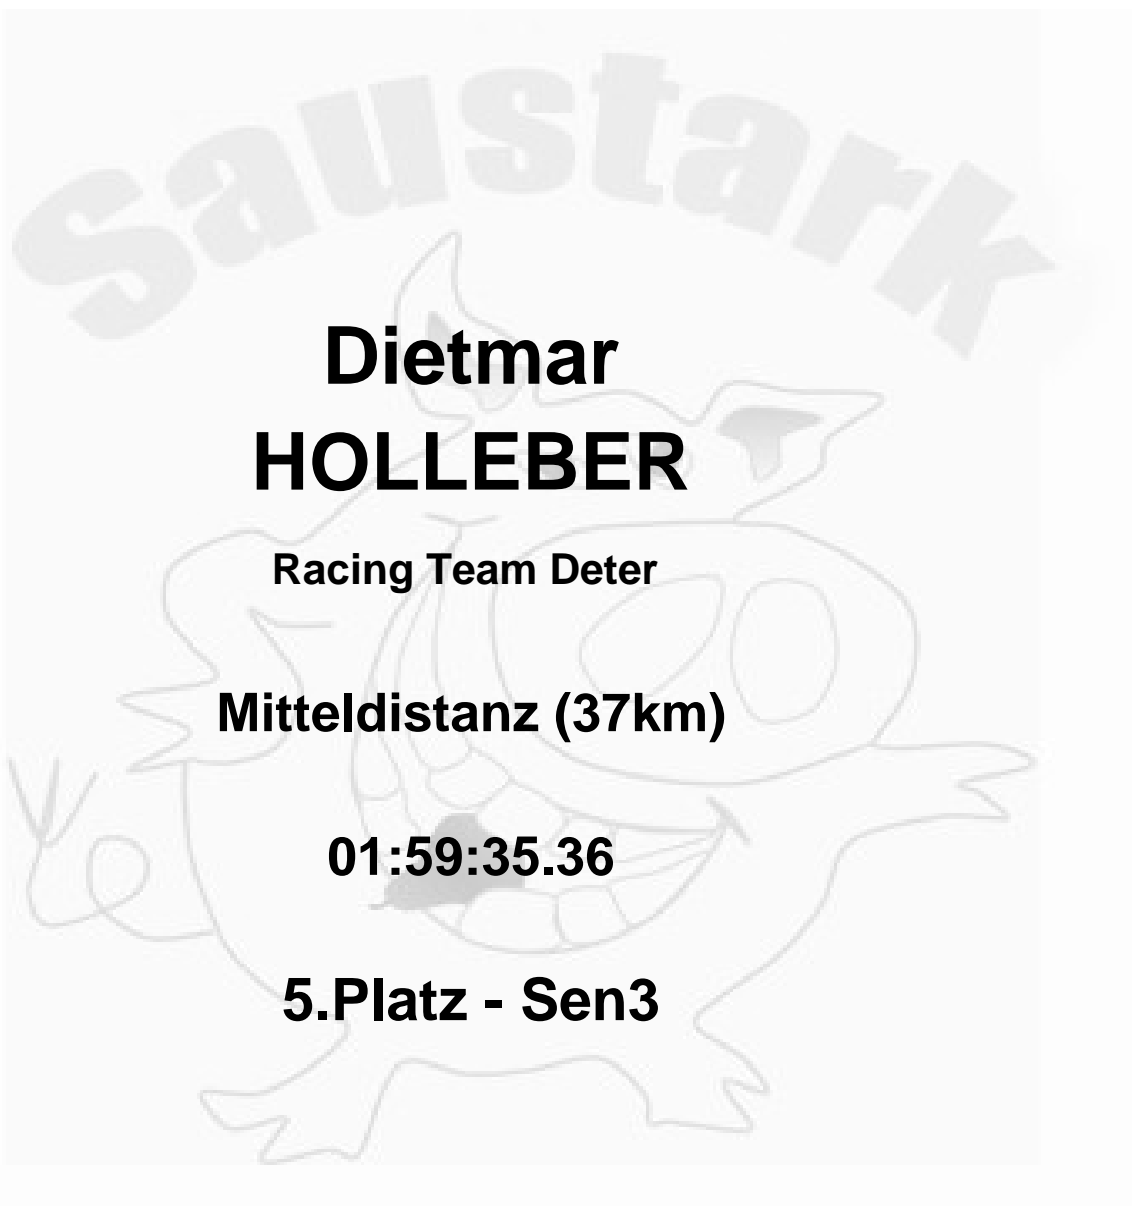 Saustark
Dietmar
HOLLEBER
Racing Team Deter
Mitteldistanz (37km)
01:59:35.36
5.Platz - Sen3